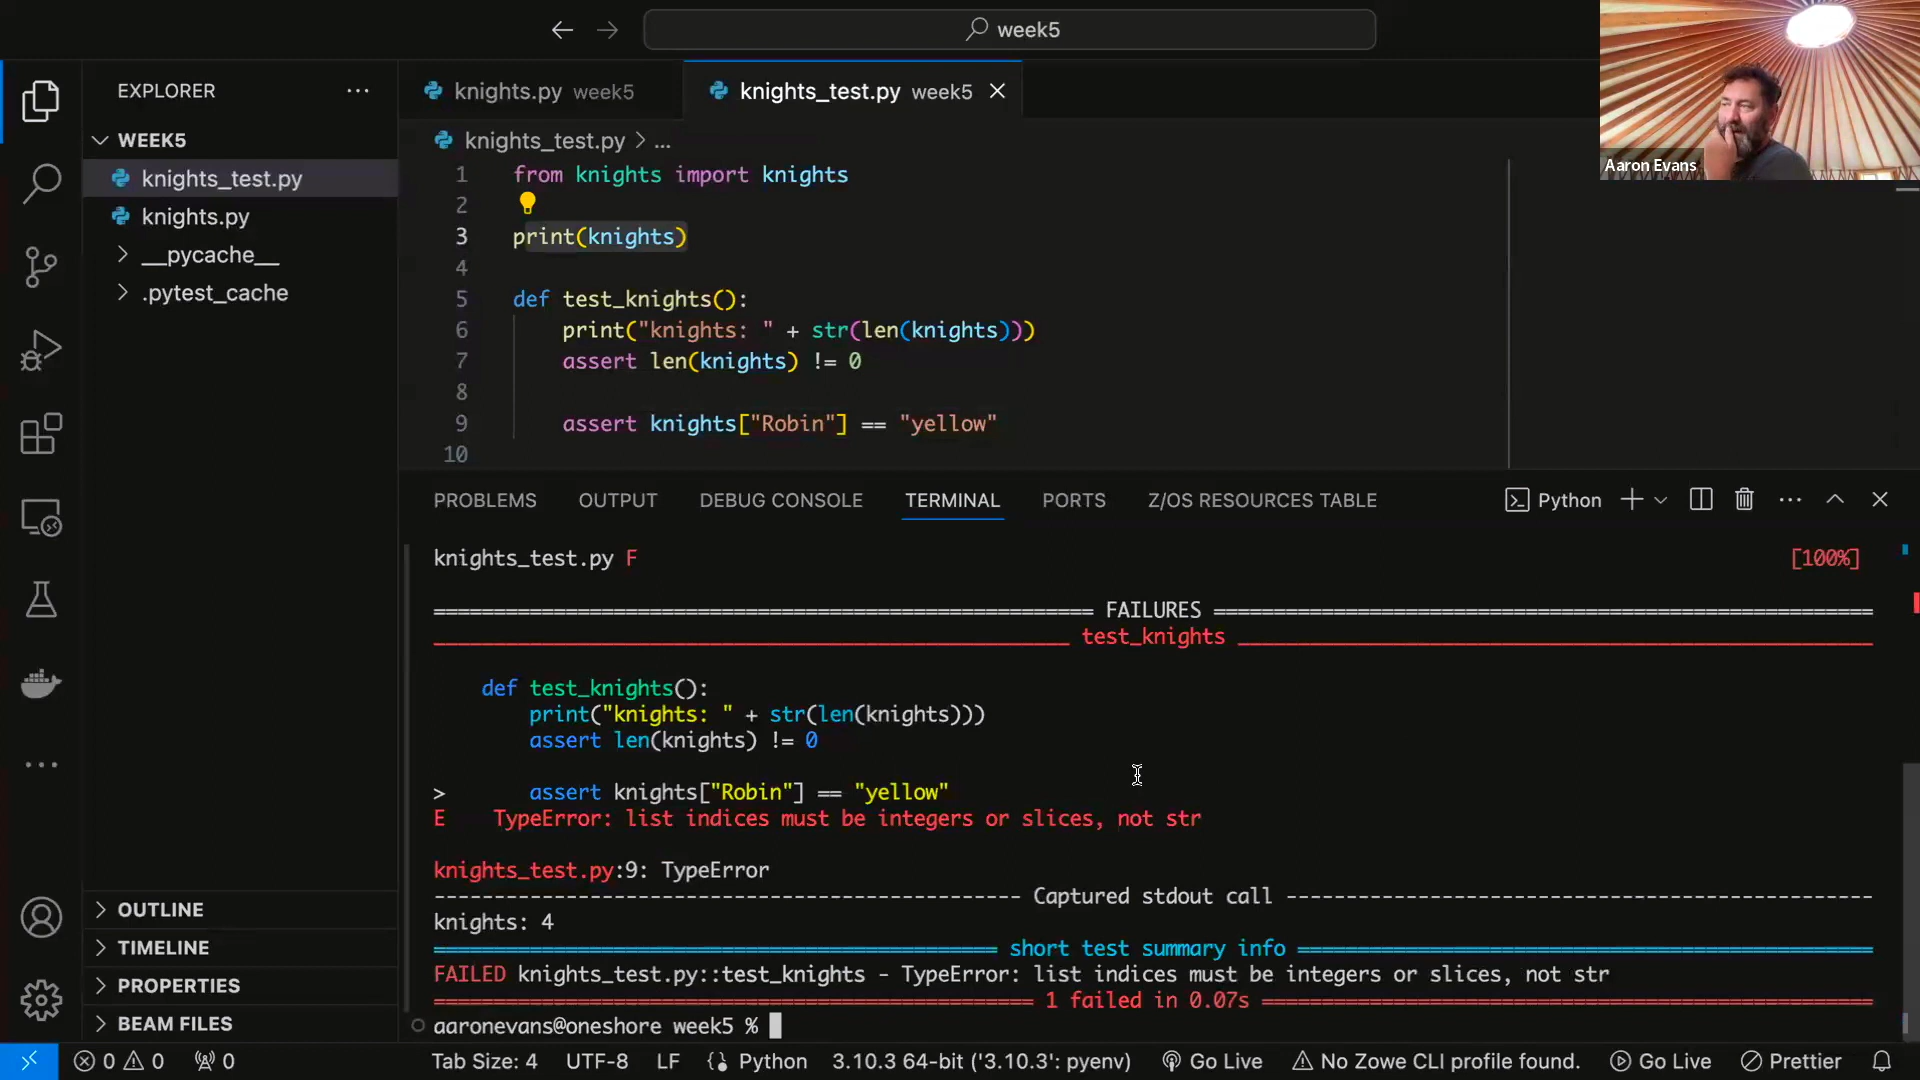 week5
Aaron Evans
EXPLORER
WEEK5
knights_test.py
knights.py
__pycache__
.pytest_cache
OUTLINE
TIMELINE
PROPERTIES
BEAM FILES
knights.py week5
knights_test.py week5
knights_test.py > ...
1 from knights import knights
2
3 print(knights)
4
5 def test_knights():
6 print("knights: " + str(len(knights)))
7 assert len(knights) != 0
8
9 assert knights["Robin"] == "yellow"
10
PROBLEMS OUTPUT DEBUG CONSOLE TERMINAL PORTS Z/OS RESOURCES TABLE Python
knights_test.py F [100%]
FAILURES
test_knights
def test_knights():
print("knights: " + str(len(knights)))
assert len(knights) != 0
> assert knights["Robin"] == "yellow"
E TypeError: list indices must be integers or slices, not str
knights_test.py:9: TypeError
Captured stdout call
knights: 4
short test summary info
FAILED knights_test.py::test_knights - TypeError: list indices must be integers or slices, not str
1 failed in 0.07s
aaronevans@oneshore week5 %
0 0 0 Tab Size: 4 UTF-8 LF {} Python 3.10.3 64-bit ('3.10.3': pyenv) Go Live No Zowe CLI profile found. Go Live Prettier